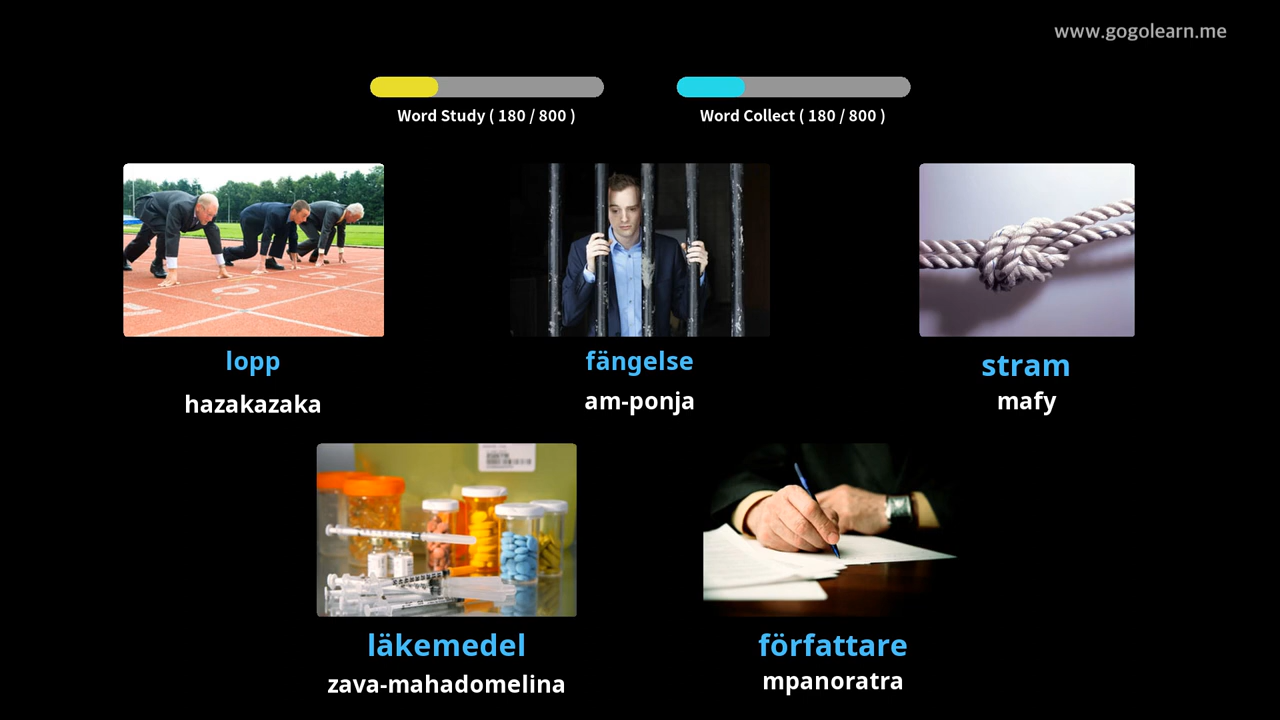 www.gogolearn.me
Word Study ( 180 / 800 )
Word Collect ( 180 / 800 )
lopp
hazakazaka
fängelse
am-ponja
stram
mafy
läkemedel
zava-mahadomelina
författare
mpanoratra